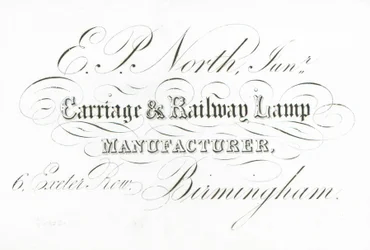 E. P. North, Junr.
Carriage & Railway Lamp
MANUFACTURER,
6, Exeter Row, Birmingham.